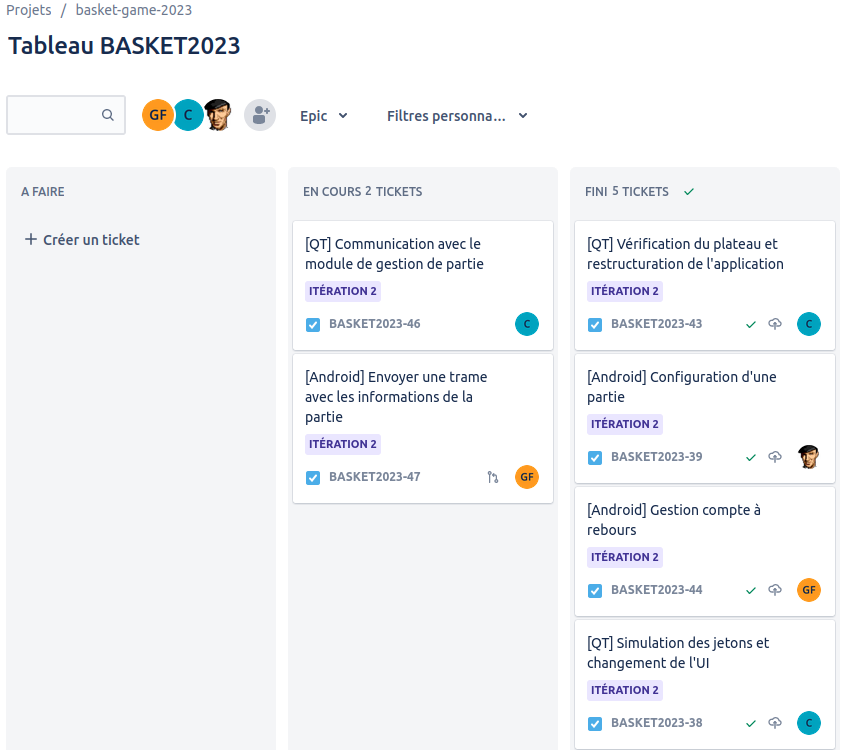 Projets / basket-game-2023
Tableau BASKET2023
GF C Epic Filtres personna...
A FAIRE
+ Créer un ticket
EN COURS 2 TICKETS
[QT] Communication avec le
module de gestion de partie
ITÉRATION 2
BASKET2023-46 C
[Android] Envoyer une trame
avec les informations de la
partie
ITÉRATION 2
BASKET2023-47 GF
FINI 5 TICKETS
[QT] Vérification du plateau et
restructuration de l'application
ITÉRATION 2
BASKET2023-43 C
[Android] Configuration d'une
partie
ITÉRATION 2
BASKET2023-39
[Android] Gestion compte à
rebours
ITÉRATION 2
BASKET2023-44 GF
[QT] Simulation des jetons et
changement de l'UI
ITÉRATION 2
BASKET2023-38 C